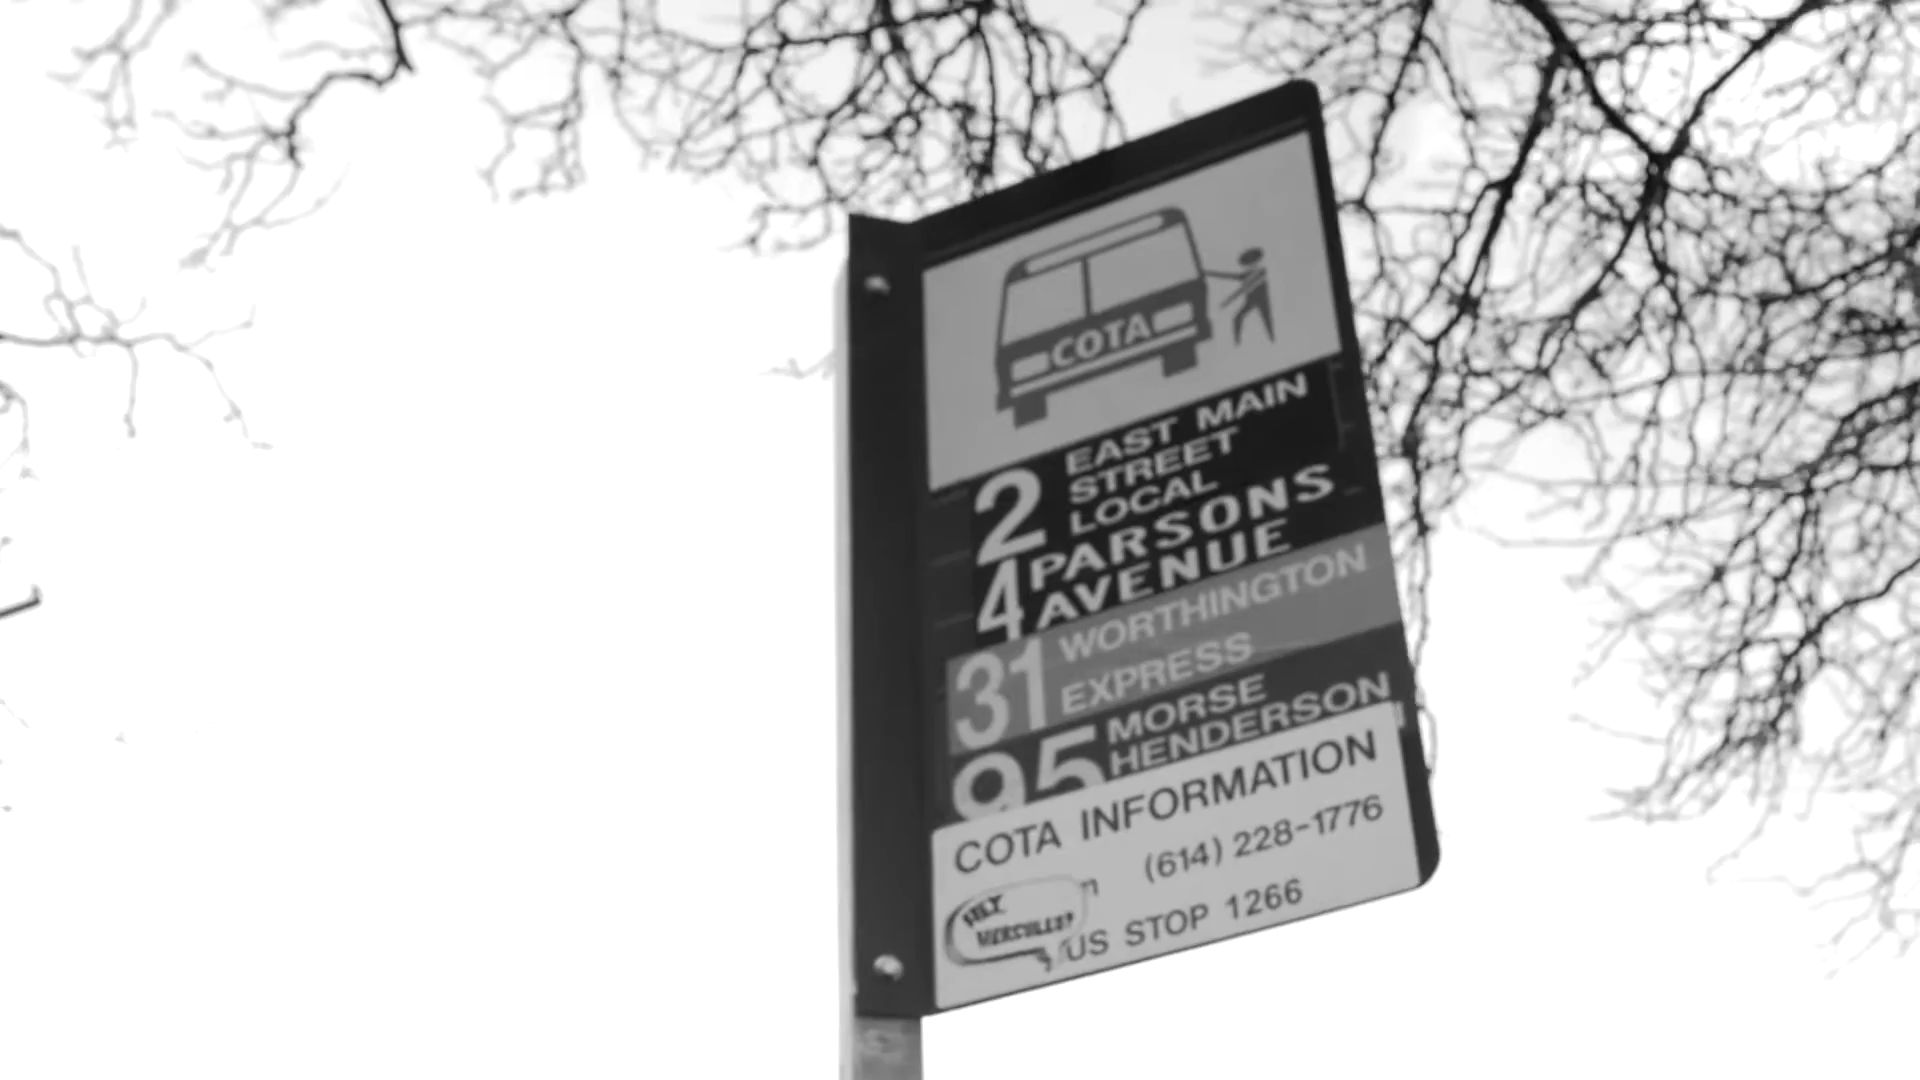 COTA
2 EAST MAIN
STREET
LOCAL
4 PARSONS
AVENUE
31 WORTHINGTON
EXPRESS
95 MORSE
HENDERSON
COTA INFORMATION
(614) 228-1776
US STOP 1266